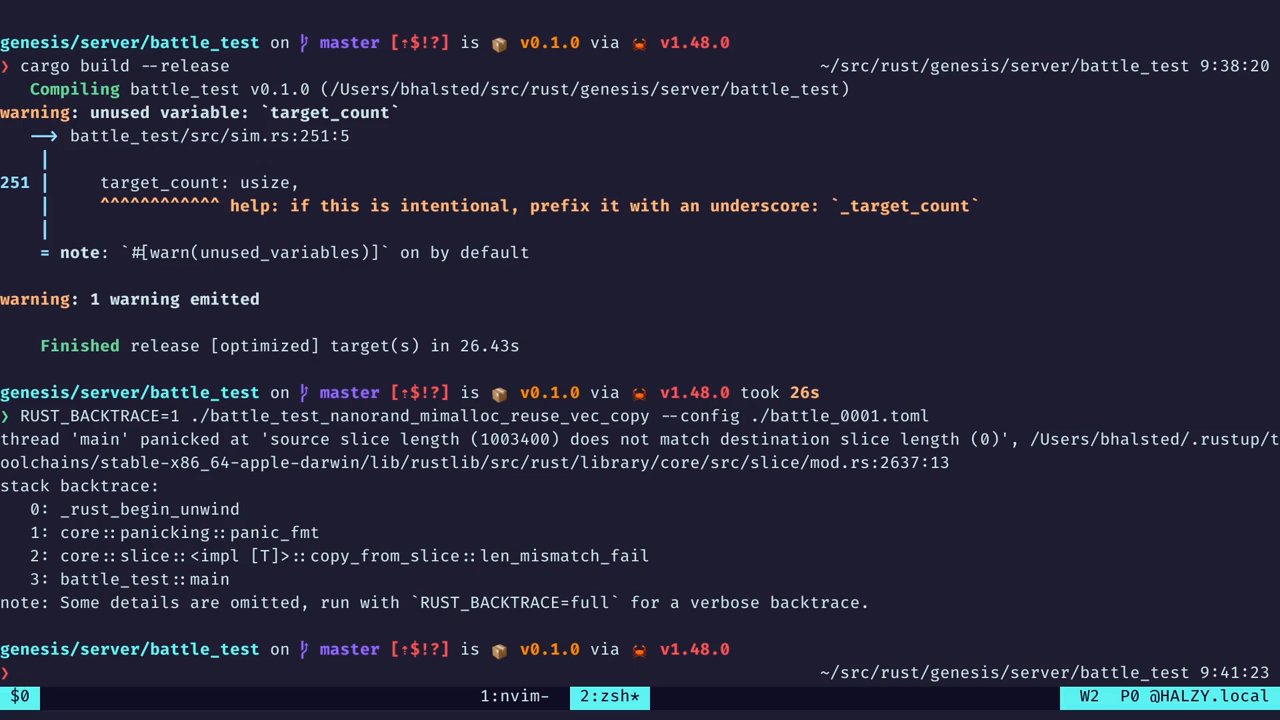 genesis/server/battle_test on master [↑$!?] is 📦 v0.1.0 via 🦀 v1.48.0
❯ cargo build --release ~/src/rust/genesis/server/battle_test 9:38:20
Compiling battle_test v0.1.0 (/Users/bhalsted/src/rust/genesis/server/battle_test)
warning: unused variable: `target_count`
--> battle_test/src/sim.rs:251:5
|
251 | target_count: usize,
| ^^^^^^^^^^^^ help: if this is intentional, prefix it with an underscore: `_target_count`
|
= note: `#[warn(unused_variables)]` on by default
warning: 1 warning emitted
Finished release [optimized] target(s) in 26.43s
genesis/server/battle_test on master [↑$!?] is 📦 v0.1.0 via 🦀 v1.48.0 took 26s
❯ RUST_BACKTRACE=1 ./battle_test_nanorand_mimalloc_reuse_vec_copy --config ./battle_0001.toml
thread 'main' panicked at 'source slice length (1003400) does not match destination slice length (0)', /Users/bhalsted/.rustup/t
oolchains/stable-x86_64-apple-darwin/lib/rustlib/src/rust/library/core/src/slice/mod.rs:2637:13
stack backtrace:
0: _rust_begin_unwind
1: core::panicking::panic_fmt
2: core::slice::<impl [T]>::copy_from_slice::len_mismatch_fail
3: battle_test::main
note: Some details are omitted, run with `RUST_BACKTRACE=full` for a verbose backtrace.
genesis/server/battle_test on master [↑$!?] is 📦 v0.1.0 via 🦀 v1.48.0
❯ ~/src/rust/genesis/server/battle_test 9:41:23
$0 1:nvim- 2:zsh* W2 P0 @HALZY.local